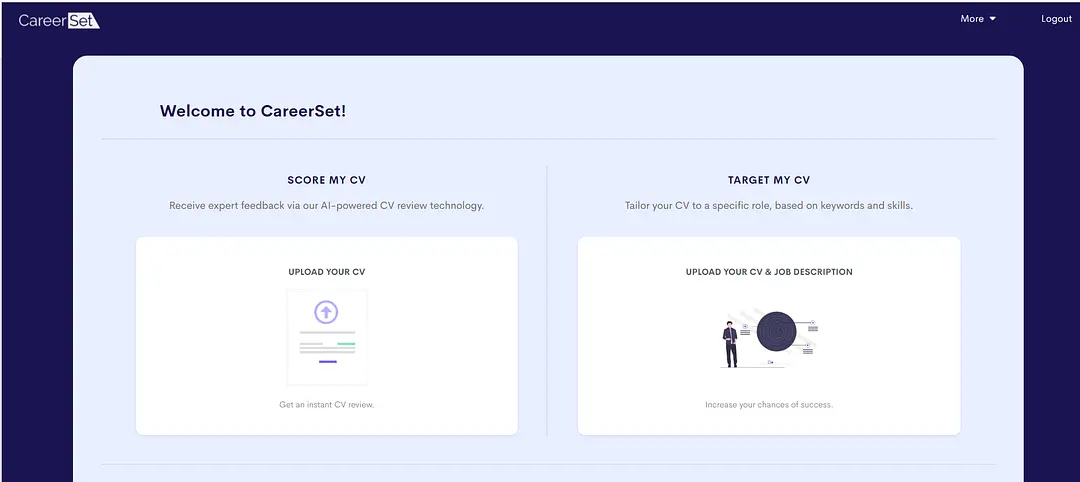 CareerSet
More
Logout
Welcome to CareerSet!
SCORE MY CV
Receive expert feedback via our AI-powered CV review technology.
UPLOAD YOUR CV
Get an instant CV review.
TARGET MY CV
Tailor your CV to a specific role, based on keywords and skills.
UPLOAD YOUR CV & JOB DESCRIPTION
Increase your chances of success.